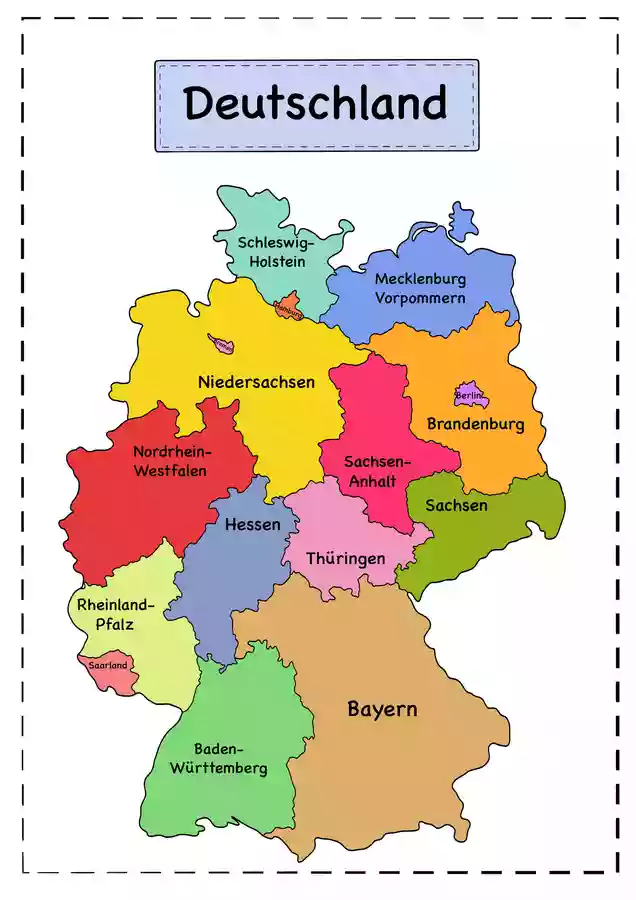 Deutschland
Schleswig-
Holstein
Mecklenburg
Vorpommern
Hamburg
Bremen
Niedersachsen
Berlin
Brandenburg
Nordrhein-
Westfalen
Sachsen-
Anhalt
Sachsen
Hessen
Thüringen
Rheinland-
Pfalz
Saarland
Bayern
Baden-
Württemberg